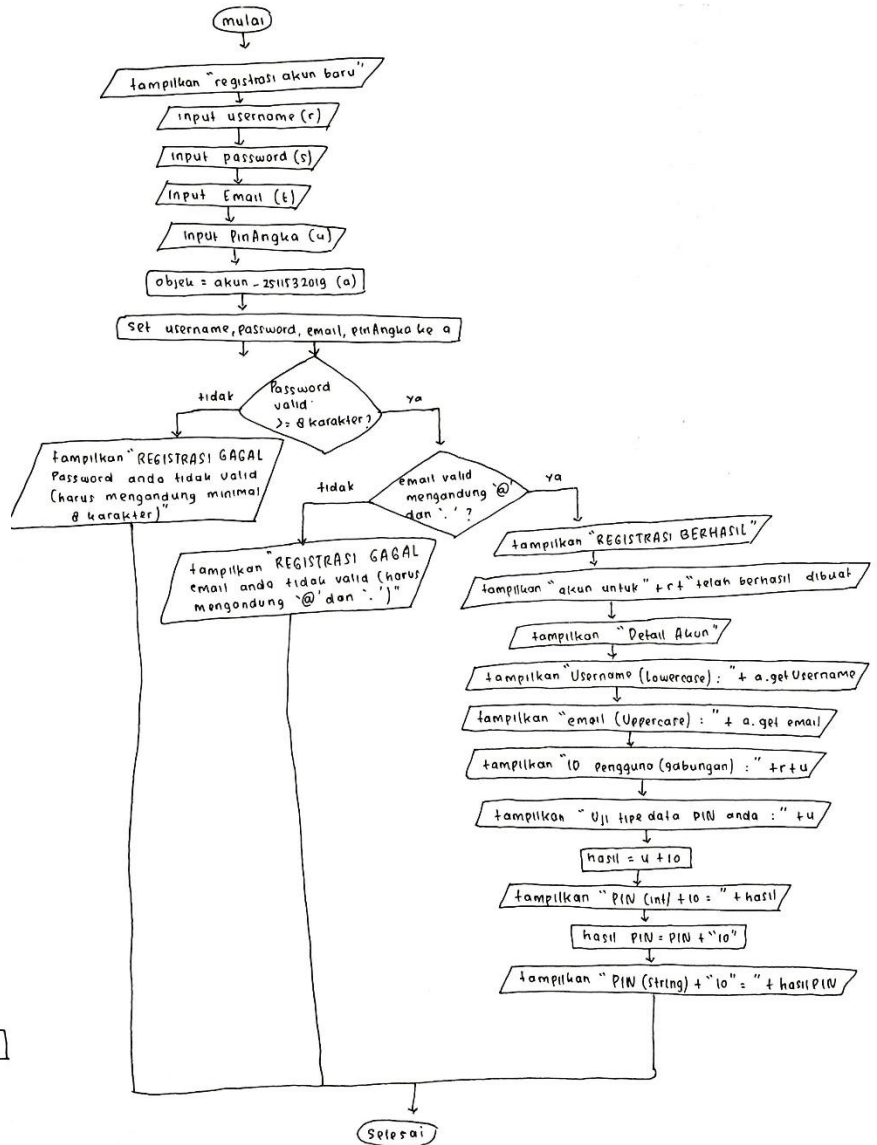 mulai
tampilkan "registrasi akun baru"
input username (r)
input password (s)
input Email (t)
input PinAngka (u)
objek = akun_2511532019 (a)
set username, password, email, pinAngka ke a
Password
valid
>= 8 karakter?
tidak
ya
tampilkan "REGISTRASI GAGAL
Password anda tidak valid
(harus mengandung minimal
8 karakter)"
email valid
mengandung '@'
dan '.' ?
tidak
ya
tampilkan "REGISTRASI GAGAL
email anda tidak valid (harus
mengandung '@' dan '.')"
tampilkan "REGISTRASI BERHASIL"
tampilkan "akun untuk" + r + "telah berhasil dibuat
tampilkan "Detail Akun"
tampilkan "Username (Lowercase) : " + a.getUsername
tampilkan "email (Uppercase) : " + a.get email
tampilkan "ID pengguna (gabungan) : " +r+u
tampilkan "Uji tipe data PIN anda : " +u
hasil = u + 10
tampilkan "PIN (int) + 10 = " + hasil
hasil PIN = PIN + "10"
tampilkan "PIN (string) + "10" = " + hasilPIN
selesai